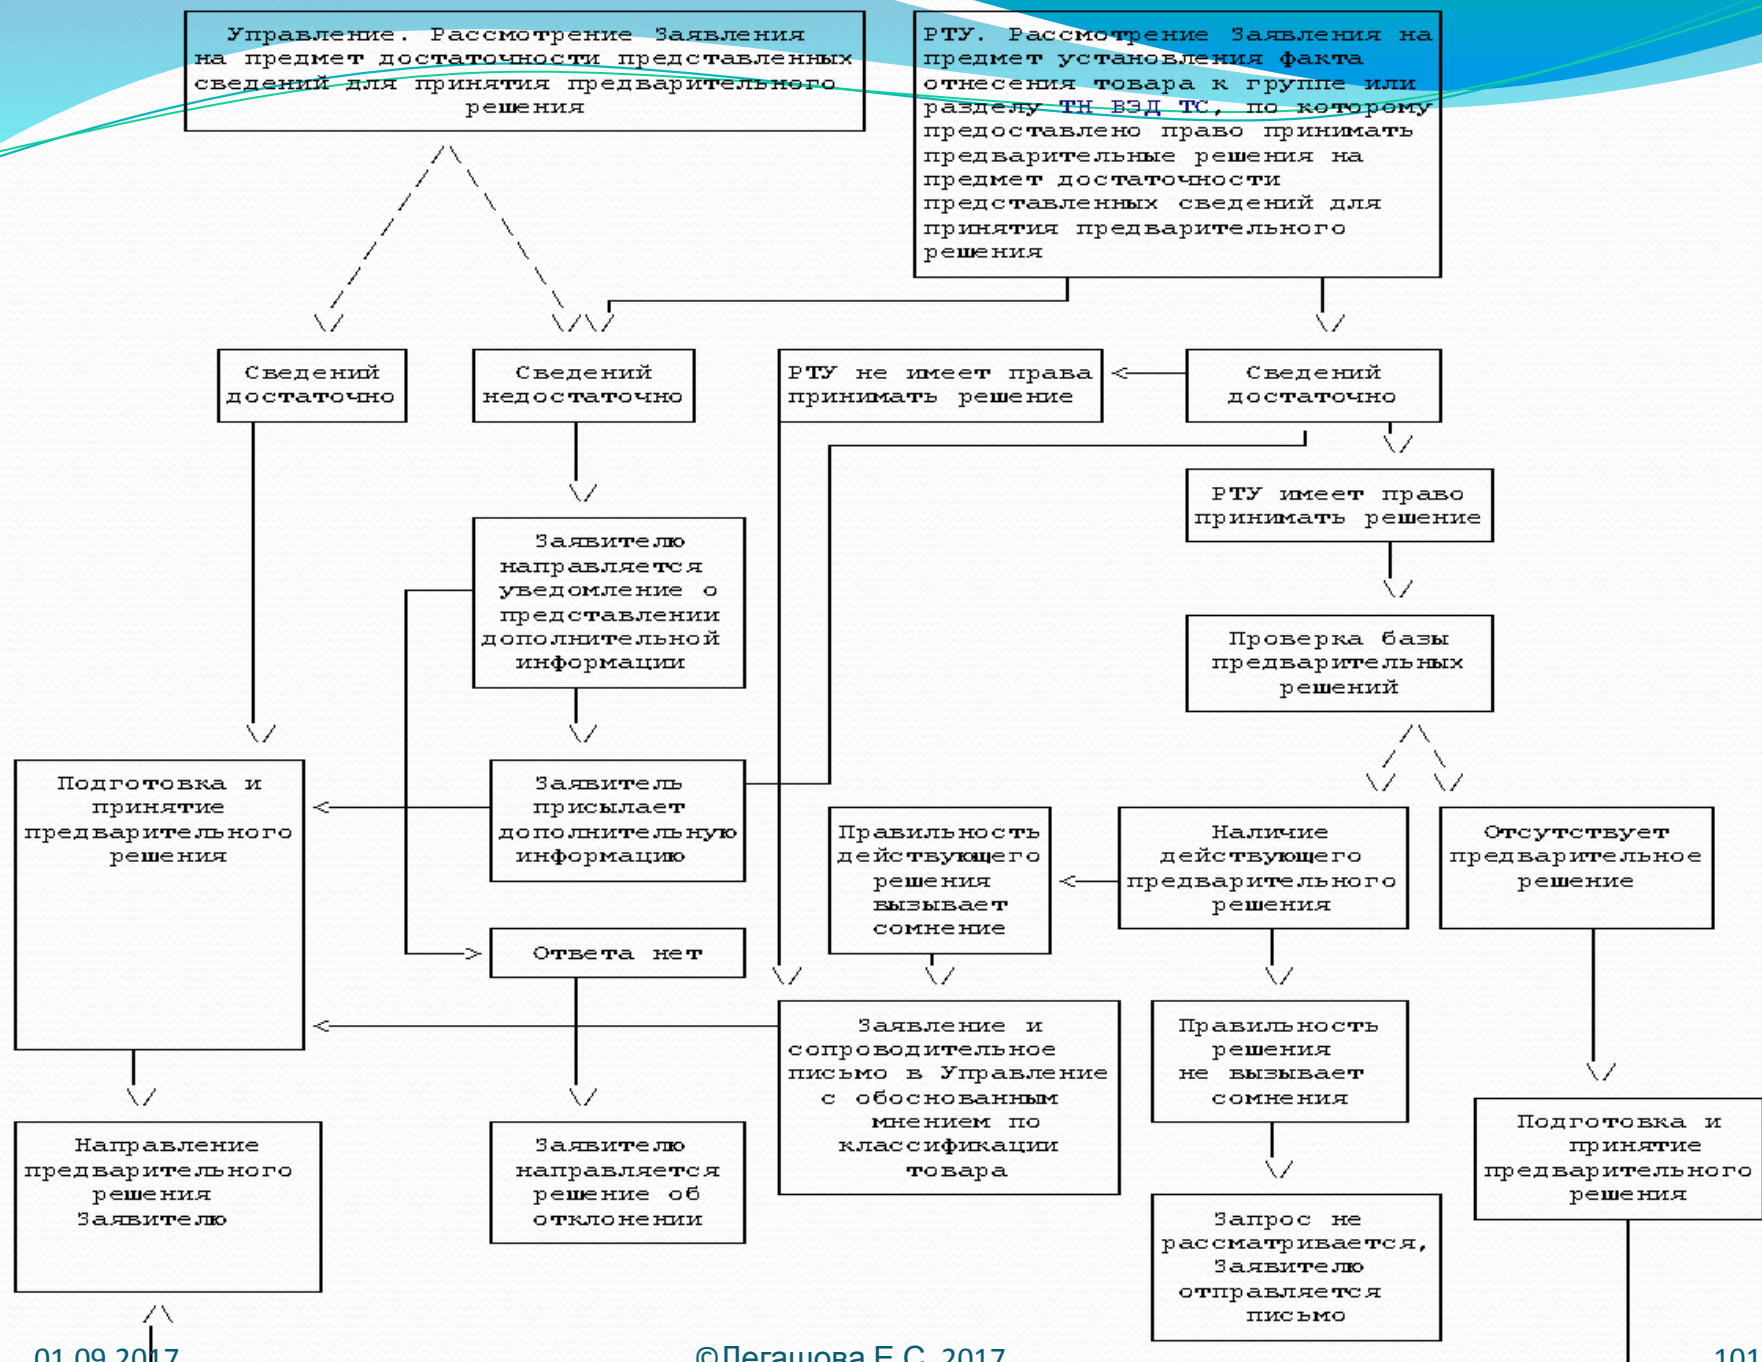 Управление. Рассмотрение Заявления
на предмет достаточности представленных
сведений для принятия предварительного
решения
РТУ. Рассмотрение Заявления на
предмет установления факта
отнесения товара к группе или
разделу ТН ВЭД ТС, по которому
предоставлено право принимать
предварительные решения на
предмет достаточности
представленных сведений для
принятия предварительного
решения
Сведений
достаточно
Сведений
недостаточно
РТУ не имеет права
принимать решение
Сведений
достаточно
РТУ имеет право
принимать решение
Заявителю
направляется
уведомление о
представлении
дополнительной
информации
Проверка базы
предварительных
решений
Подготовка и
принятие
предварительного
решения
Заявитель
присылает
дополнительную
информацию
Правильность
действующего
решения
вызывает
сомнение
Наличие
действующего
предварительного
решения
Отсутствует
предварительное
решение
Ответа нет
Заявление и
сопроводительное
письмо в Управление
с обоснованным
мнением по
классификации
товара
Правильность
решения
не вызывает
сомнения
Подготовка и
принятие
предварительного
решения
Направление
предварительного
решения
Заявителю
Заявителю
направляется
решение об
отклонении
Запрос не
рассматривается,
Заявителю
отправляется
письмо
01.09.2017
©Легашова Е.С. 2017
101